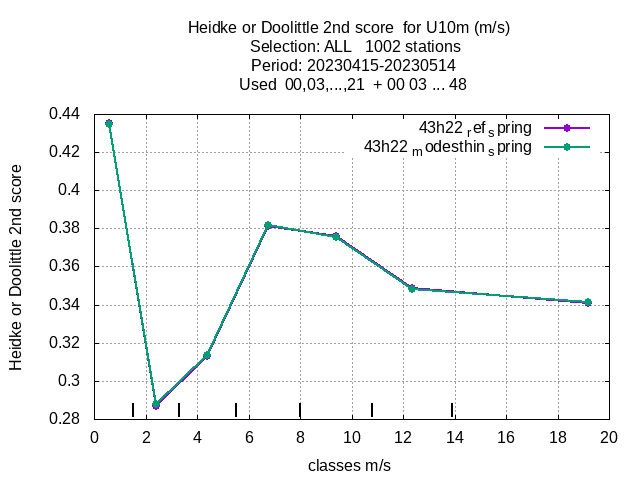 Heidke or Doolittle 2nd score  for U10m (m/s)
Selection: ALL   1002 stations
Period: 20230415-20230514
Used  00,03,...,21  + 00 03 ... 48
43h22 ref spring
43h22 modesthin spring
Heidke or Doolittle 2nd score
0.44
0.42
0.4
0.38
0.36
0.34
0.32
0.3
0.28
0 2 4 6 8 10 12 14 16 18 20
classes m/s